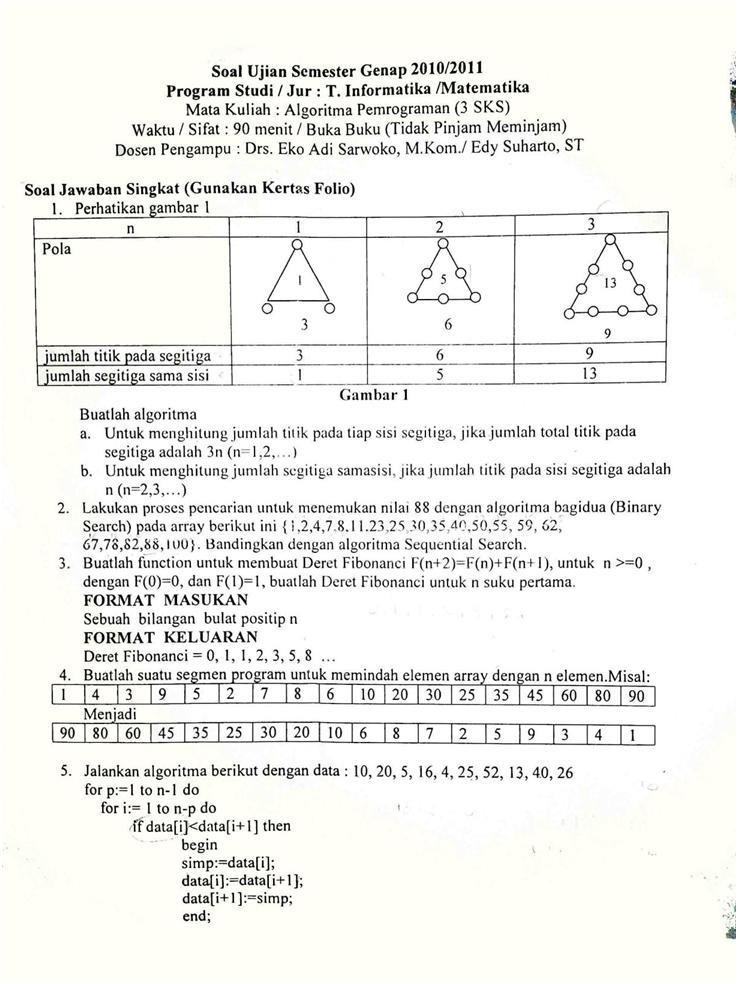 Soal Ujian Semester Genap 2010/2011
Program Studi / Jur : T. Informatika /Matematika
Mata Kuliah : Algoritma Pemrograman (3 SKS)
Waktu / Sifat : 90 menit / Buka Buku (Tidak Pinjam Meminjam)
Dosen Pengampu : Drs. Eko Adi Sarwoko, M.Kom./ Edy Suharto, ST
Soal Jawaban Singkat (Gunakan Kertas Folio)
1. Perhatikan gambar 1
n 1 2 3
Pola
1 5 13
3 6 9
jumlah titik pada segitiga 3 6 9
jumlah segitiga sama sisi 1 5 13
Gambar 1
Buatlah algoritma
a. Untuk menghitung jumlah titik pada tiap sisi segitiga, jika jumlah total titik pada
segitiga adalah 3n (n=1,2,…)
b. Untuk menghitung jumlah segitiga samasisi, jika jumlah titik pada sisi segitiga adalah
n (n=2,3,…)
2. Lakukan proses pencarian untuk menemukan nilai 88 dengan algoritma bagidua (Binary
Search) pada array berikut ini {1,2,4,7.8,11.23,25,30,35,40,50,55, 59, 62,
67,78,82,88,100}. Bandingkan dengan algoritma Sequential Search.
3. Buatlah function untuk membuat Deret Fibonanci F(n+2)=F(n)+F(n+1), untuk n >=0 ,
dengan F(0)=0, dan F(1)=1, buatlah Deret Fibonanci untuk n suku pertama.
FORMAT MASUKAN
Sebuah bilangan bulat positip n
FORMAT KELUARAN
Deret Fibonanci = 0, 1, 1, 2, 3, 5, 8 …
4. Buatlah suatu segmen program untuk memindah elemen array dengan n elemen.Misal:
1 4 3 9 5 2 7 8 6 10 20 30 25 35 45 60 80 90
Menjadi
90 80 60 45 35 25 30 20 10 6 8 7 2 5 9 3 4 1
5. Jalankan algoritma berikut dengan data : 10, 20, 5, 16, 4, 25, 52, 13, 40, 26
for p:=1 to n-1 do
for i:= 1 to n-p do
if data[i]<data[i+1] then
begin
simp:=data[i];
data[i]:=data[i+1];
data[i+1]:=simp;
end;